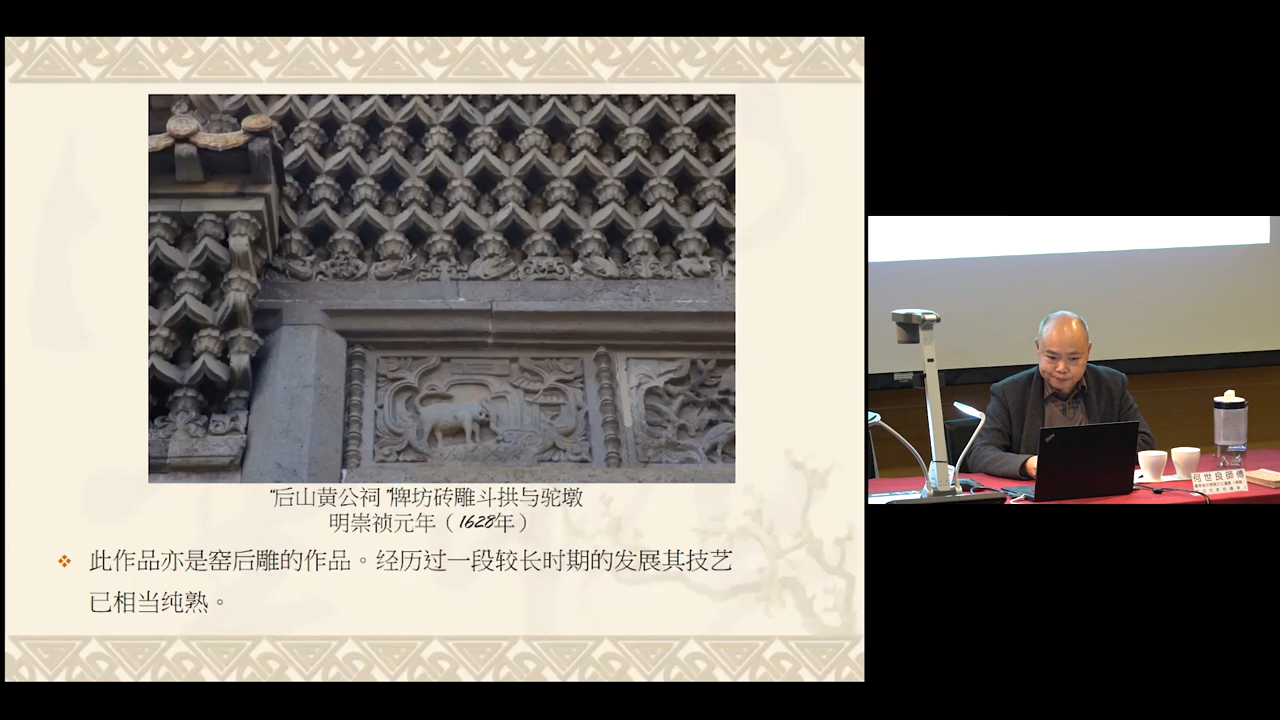 “后山黄公祠 ”牌坊砖雕斗拱与驼墩
明崇祯元年（1628年）
❖ 此作品亦是窑后雕的作品。经历过一段较长时期的发展其技艺
已相当纯熟。
何世良師傅